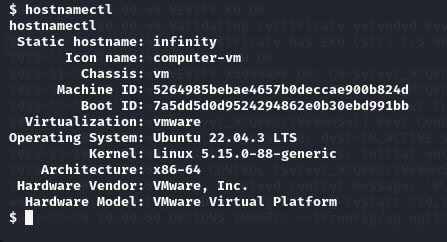 $ hostnamectl
hostnamectl
Static hostname: infinity
Icon name: computer-vm
Chassis: vm
Machine ID: 5264985bebae4657b0deccae900b824d
Boot ID: 7a5dd5d0d9524294862e0b30ebd991bb
Virtualization: vmware
Operating System: Ubuntu 22.04.3 LTS
Kernel: Linux 5.15.0-88-generic
Architecture: x86-64
Hardware Vendor: VMware, Inc.
Hardware Model: VMware Virtual Platform
$